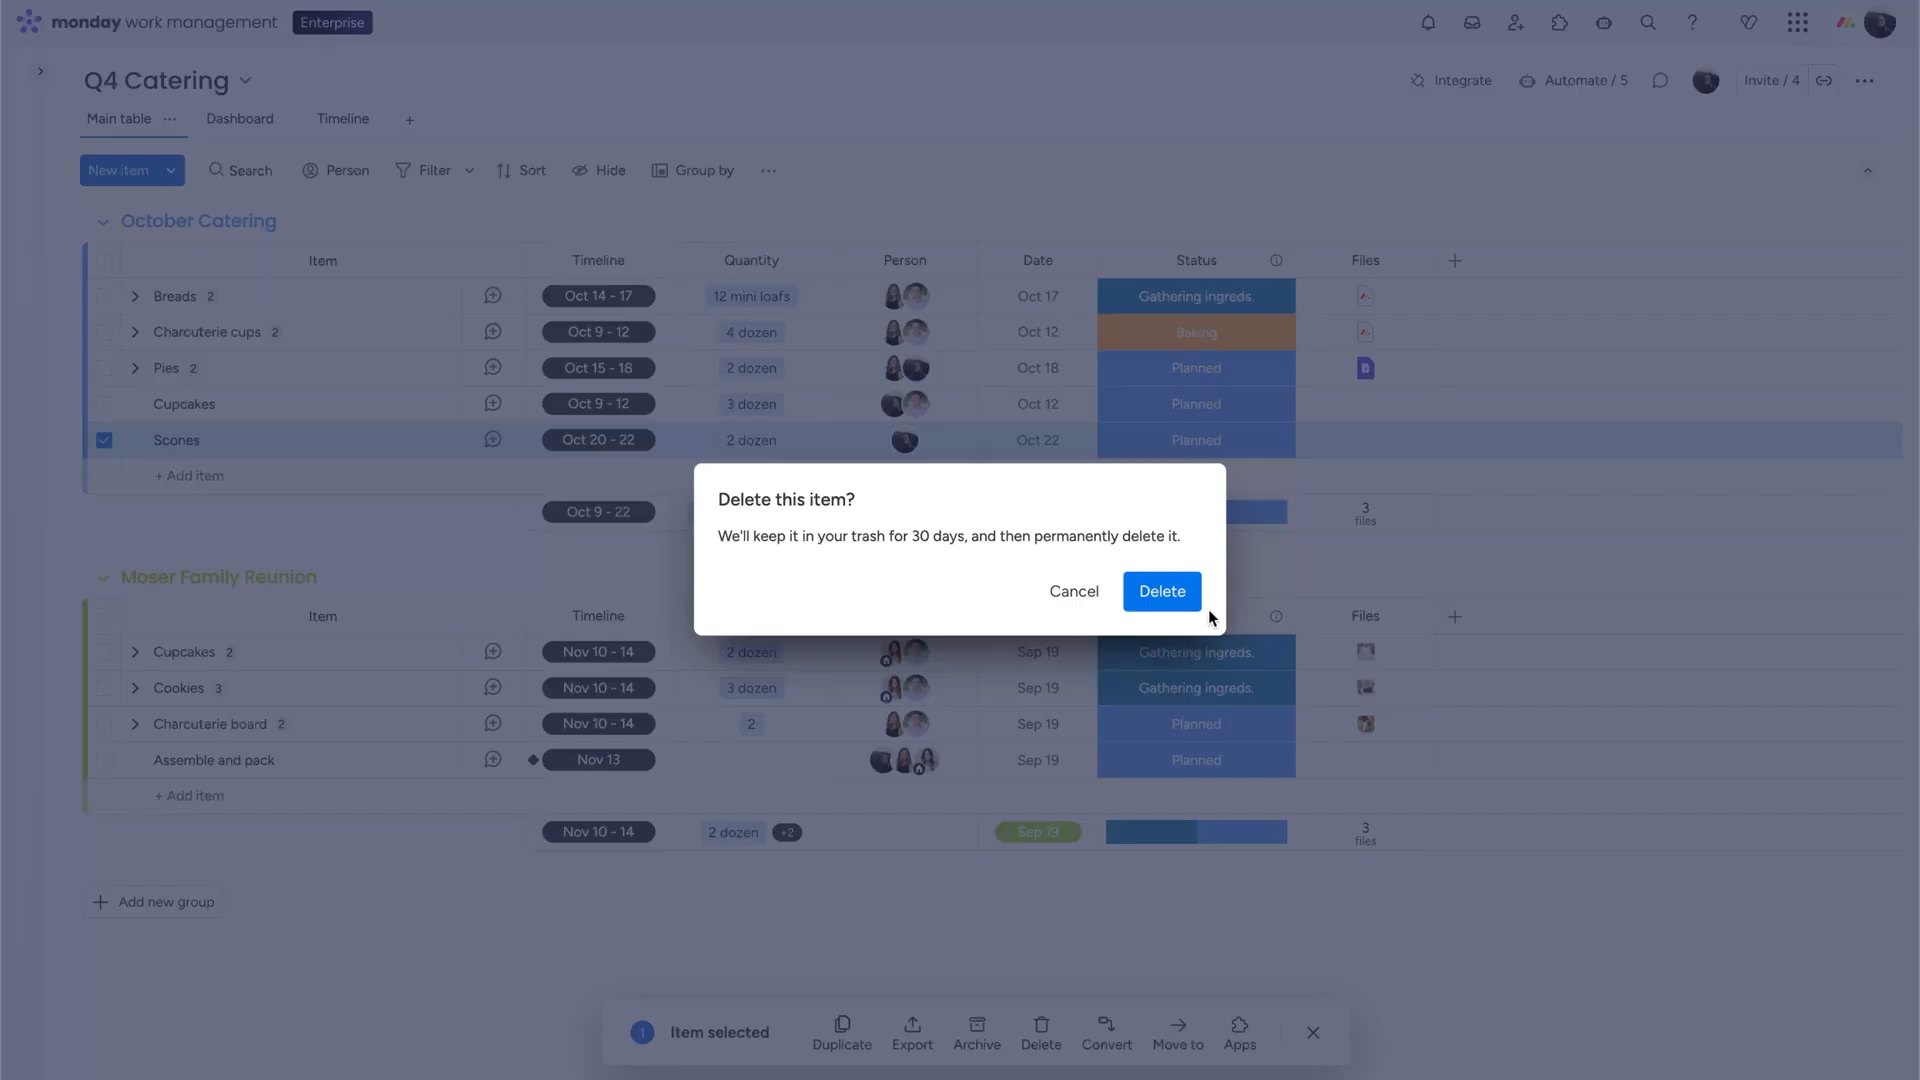 monday work management Enterprise
Q4 Catering Integrate Automate / 5 Invite / 4
Main table Dashboard Timeline
New item Search Person Filter Sort Hide Group by
October Catering
Item Timeline Quantity Person Date Status Files
Breads 2 Oct 14 - 17 12 mini loafs Oct 17 Gathering ingreds.
Charcuterie cups 2 Oct 9 - 12 4 dozen Oct 12 Baking
Pies 2 Oct 15 - 18 2 dozen Oct 18 Planned
Cupcakes Oct 9 - 12 3 dozen Oct 12 Planned
Scones Oct 20 - 22 2 dozen Oct 22 Planned
+ Add item
Oct 9 - 22 3 files
Delete this item?
We'll keep it in your trash for 30 days, and then permanently delete it.
Cancel Delete
Moser Family Reunion
Item Timeline Files
Cupcakes 2 Nov 10 - 14 2 dozen Sep 19 Gathering ingreds.
Cookies 3 Nov 10 - 14 3 dozen Sep 19 Gathering ingreds.
Charcuterie board 2 Nov 10 - 14 2 Sep 19 Planned
Assemble and pack Nov 13 Sep 19 Planned
+ Add item
Nov 10 - 14 2 dozen +2 Sep 19 3 files
Add new group
1 Item selected Duplicate Export Archive Delete Convert Move to Apps